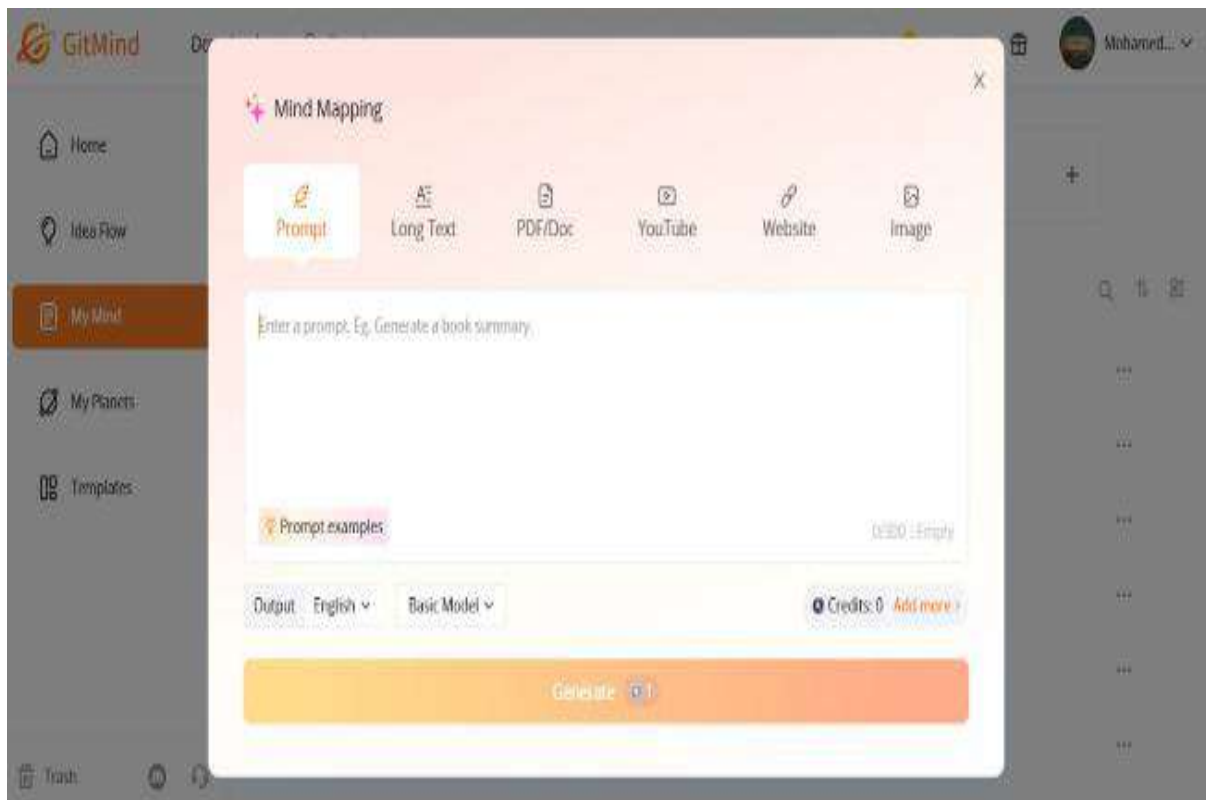 GitMind
Mohamed...
Mind Mapping
Home
Idea Flow
My Mind
My Planets
Templates
Trash
Prompt
Long Text
PDF/Doc
YouTube
Website
Image
Enter a prompt. Eg. Generate a book summary.
Prompt examples
Empty
Output English Basic Model
Credits: 0 Add more >
Generate 1